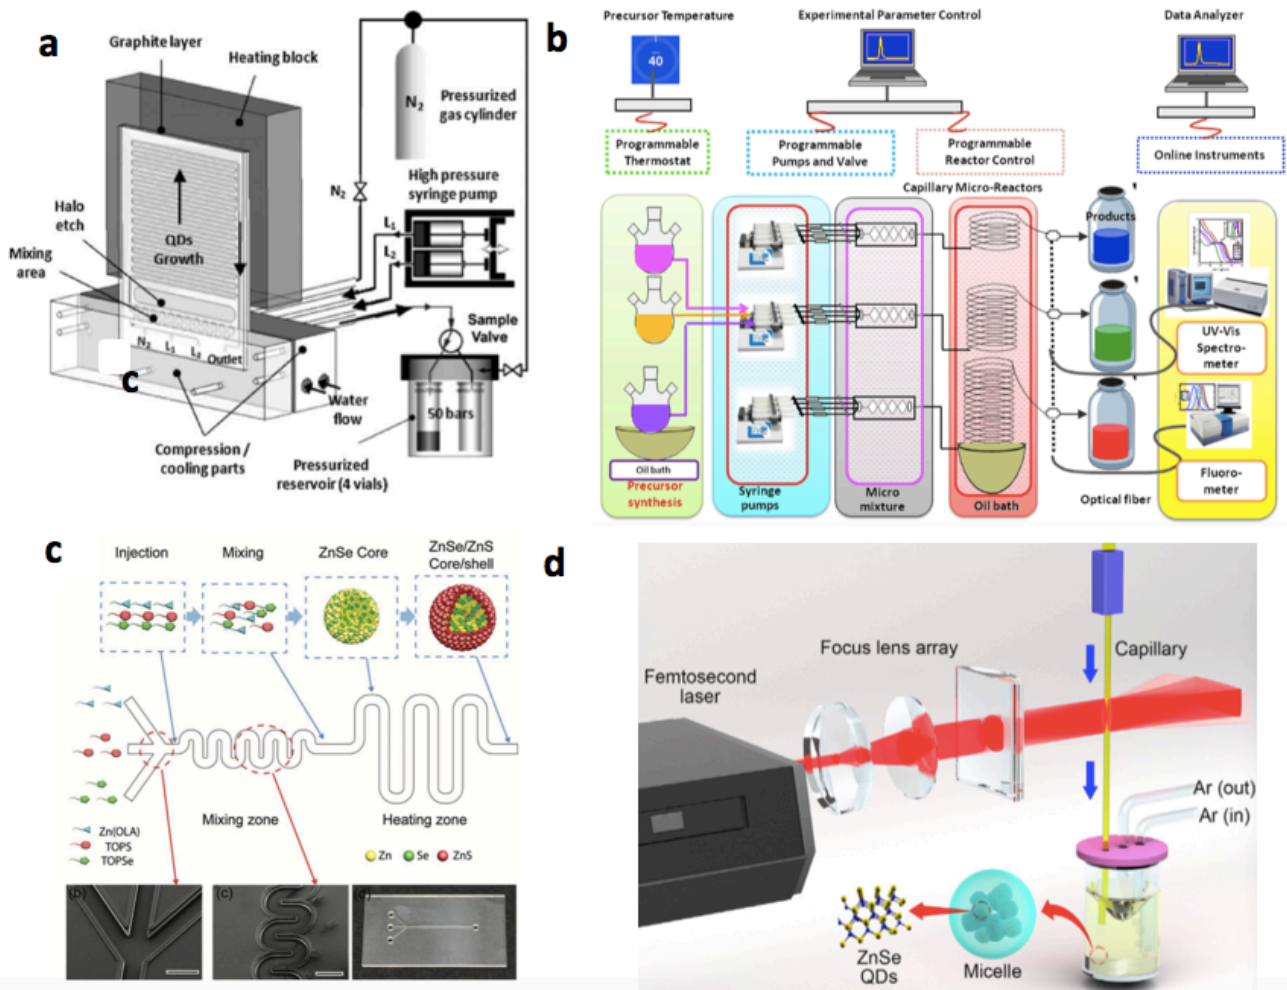 a
Graphite layer
Heating block
N2
Pressurized
gas cylinder
High pressure
syringe pump
N2
L1
L2
Halo
etch
QDs
Growth
Mixing
area
Sample
Valve
N2
L1
L2
Outlet
c
Water
flow
50 bars
Compression /
cooling parts
Pressurized
reservoir (4 vials)
b
Precursor Temperature
Experimental Parameter Control
Data Analyzer
40
Programmable
Thermostat
Programmable
Pumps and Valve
Programmable
Reactor Control
Online Instruments
Capillary Micro-Reactors
Products
UV-Vis
Spectro-
meter
Oil bath
Precursor
synthesis
Syringe
pumps
Micro
mixture
Oil bath
Optical fiber
Fluoro-
meter
c
Injection
Mixing
ZnSe Core
ZnSe/ZnS
Core/shell
Mixing zone
Heating zone
Zn(OLA)
TOPS
TOPSe
Zn
Se
ZnS
(b)
(c)
(d)
d
Femtosecond
laser
Focus lens array
Capillary
Ar (out)
Ar (in)
ZnSe
QDs
Micelle